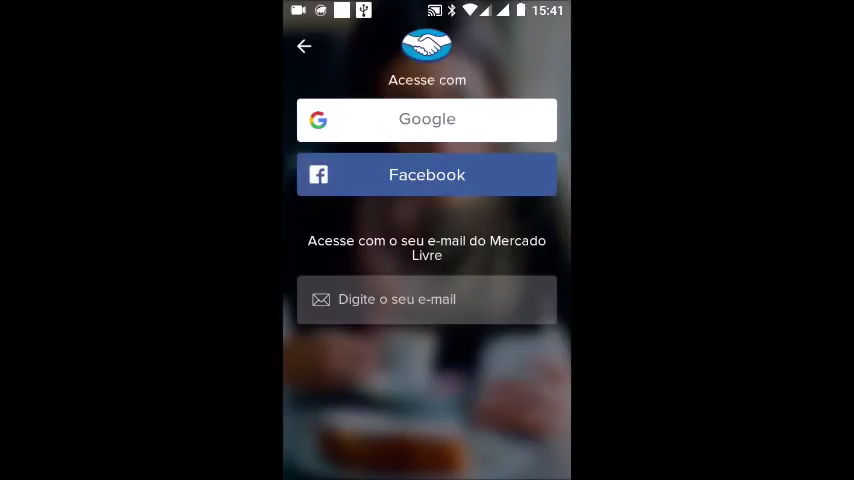 15:41
Acesse com
Google
Facebook
Acesse com o seu e-mail do Mercado
Livre
Digite o seu e-mail